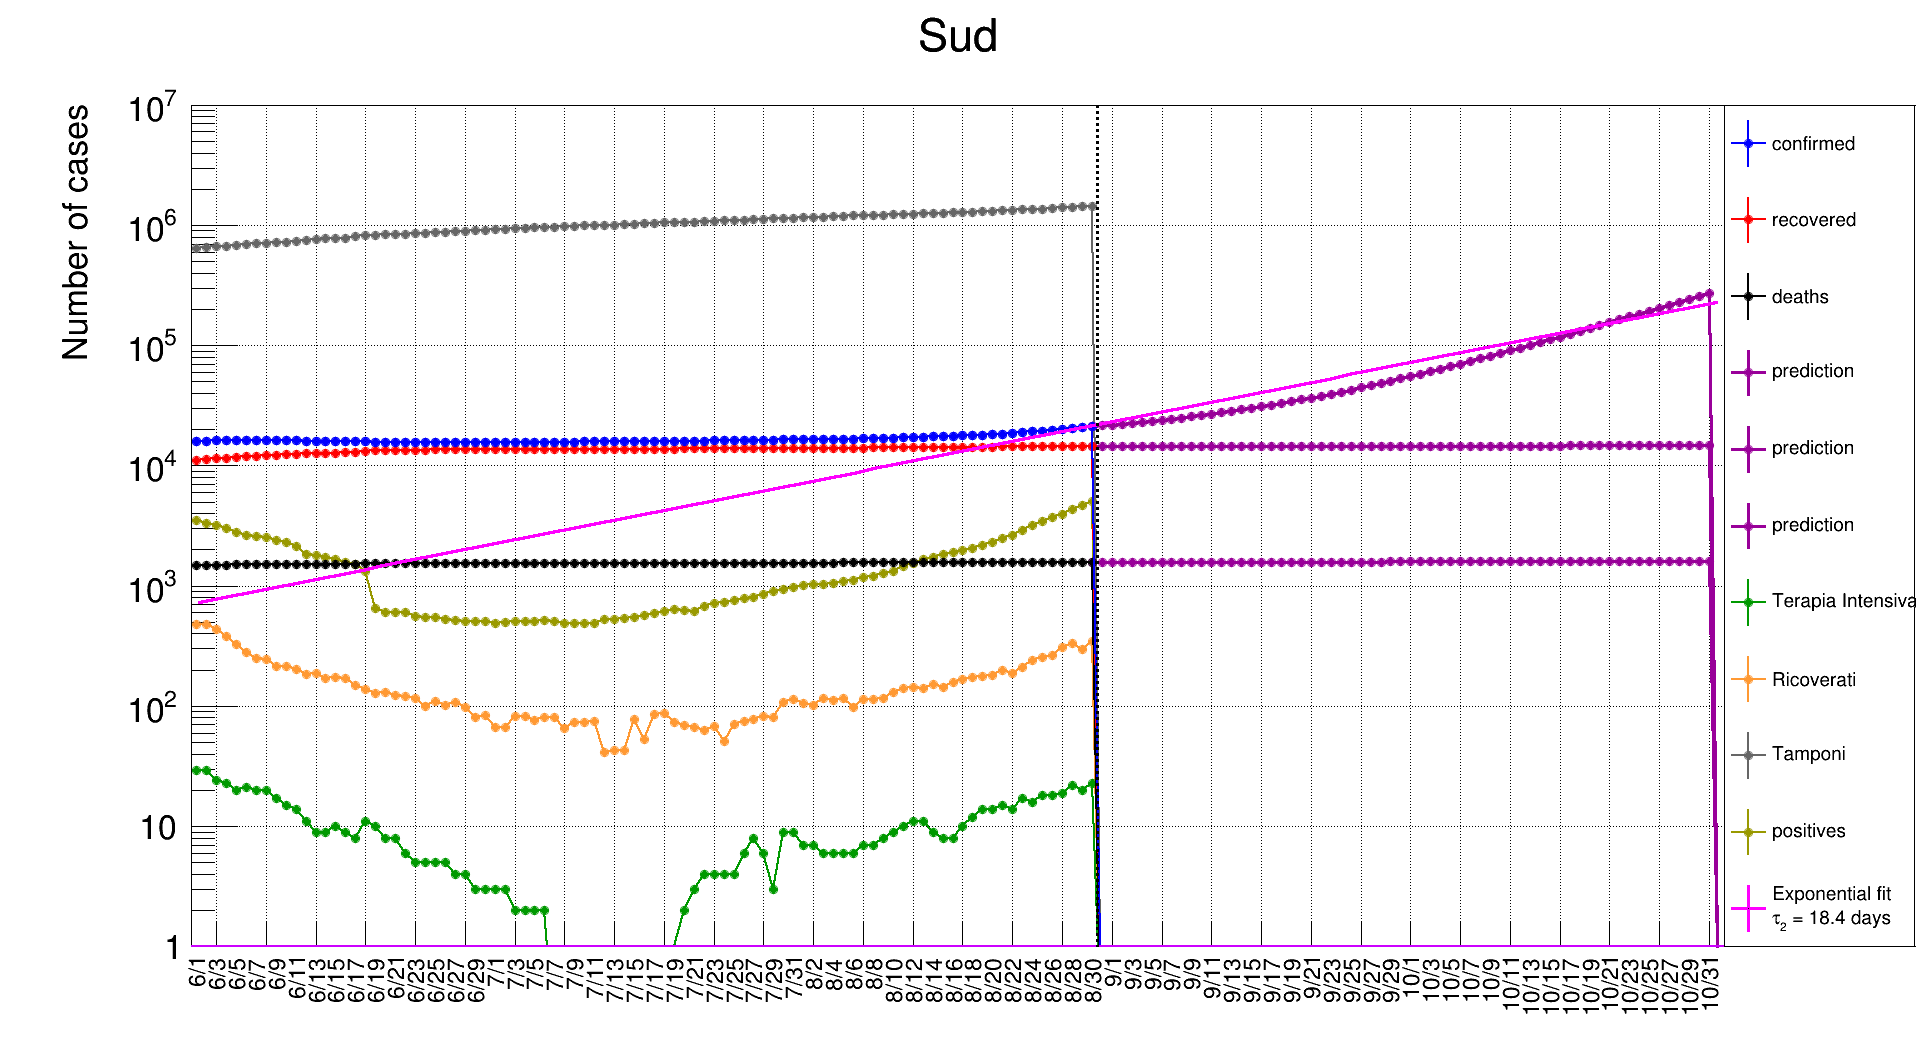 Sud
Number of cases
10^7
10^6
10^5
10^4
10^3
10^2
10
1
6/1 6/3 6/5 6/7 6/9 6/11 6/13 6/15 6/17 6/19 6/21 6/23 6/25 6/27 6/29 7/1 7/3 7/5 7/7 7/9 7/11 7/13 7/15 7/17 7/19 7/21 7/23 7/25 7/27 7/29 7/31 8/2 8/4 8/6 8/8 8/10 8/12 8/14 8/16 8/18 8/20 8/22 8/24 8/26 8/28 8/30 9/1 9/3 9/5 9/7 9/9 9/11 9/13 9/15 9/17 9/19 9/21 9/23 9/25 9/27 9/29 10/1 10/3 10/5 10/7 10/9 10/11 10/13 10/15 10/17 10/19 10/21 10/23 10/25 10/27 10/29 10/31
confirmed
recovered
deaths
prediction
prediction
prediction
Terapia Intensiva
Ricoverati
Tamponi
positives
Exponential fit
τ₂ = 18.4 days